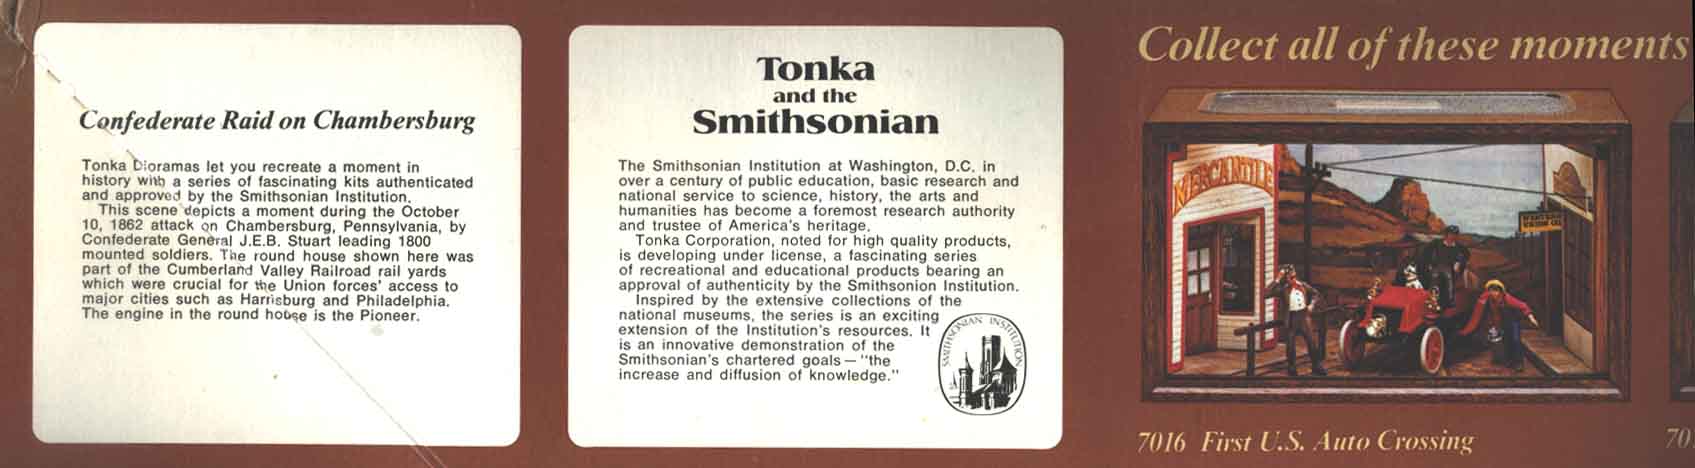 Confederate Raid on Chambersburg
Tonka Dioramas let you recreate a moment in
history with a series of fascinating kits authenticated
and approved by the Smithsonian Institution.
This scene depicts a moment during the October
10, 1862 attack on Chambersburg, Pennsylvania, by
Confederate General J.E.B. Stuart leading 1800
mounted soldiers. The round house shown here was
part of the Cumberland Valley Railroad rail yards
which were crucial for the Union forces' access to
major cities such as Harrisburg and Philadelphia.
The engine in the round house is the Pioneer.
Tonka
and the
Smithsonian
The Smithsonian Institution at Washington, D.C. in
over a century of public education, basic research and
national service to science, history, the arts and
humanities has become a foremost research authority
and trustee of America's heritage.
Tonka Corporation, noted for high quality products,
is developing under license, a fascinating series
of recreational and educational products bearing an
approval of authenticity by the Smithsonion Institution.
Inspired by the extensive collections of the
national museums, the series is an exciting
extension of the Institution's resources. It
is an innovative demonstration of the
Smithsonian's chartered goals — "the
increase and diffusion of knowledge."
SMITHSONIAN INSTITUTION
Collect all of these moments
MERCANTILE
7016 First U.S. Auto Crossing
70